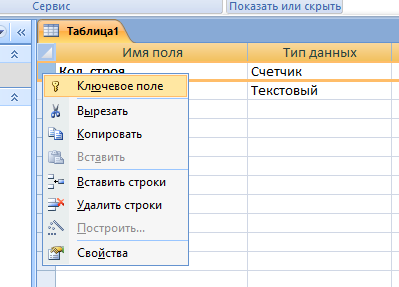 Сервис
Показать или скрыть
Таблица1
Имя поля Тип данных
Код_строя Счетчик
Текстовый
Ключевое поле
Вырезать
Копировать
Вставить
Вставить строки
Удалить строки
Построить...
Свойства